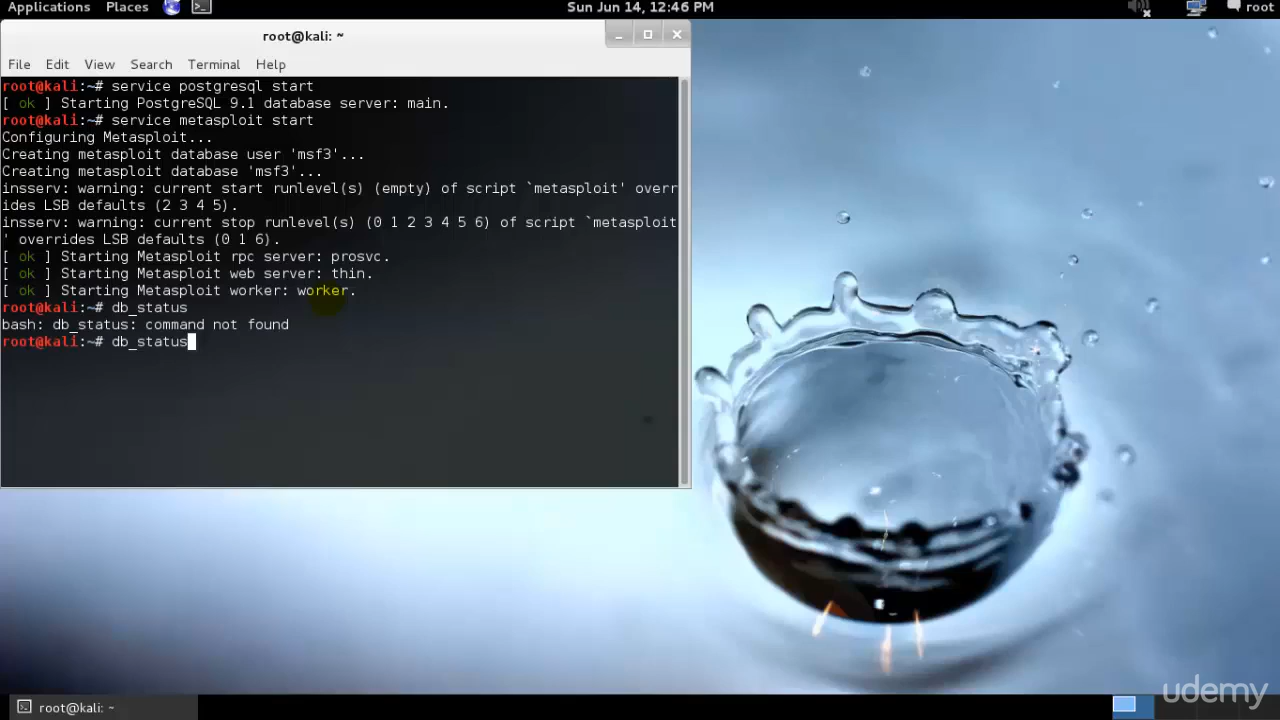 Applications Places Sun Jun 14, 12:46 PM root
root@kali: ~
File Edit View Search Terminal Help
root@kali:~# service postgresql start
[ ok ] Starting PostgreSQL 9.1 database server: main.
root@kali:~# service metasploit start
Configuring Metasploit...
Creating metasploit database user 'msf3'...
Creating metasploit database 'msf3'...
insserv: warning: current start runlevel(s) (empty) of script `metasploit' overr
ides LSB defaults (2 3 4 5).
insserv: warning: current stop runlevel(s) (0 1 2 3 4 5 6) of script `metasploit
' overrides LSB defaults (0 1 6).
[ ok ] Starting Metasploit rpc server: prosvc.
[ ok ] Starting Metasploit web server: thin.
[ ok ] Starting Metasploit worker: worker.
root@kali:~# db_status
bash: db_status: command not found
root@kali:~# db_status
root@kali: ~
udemy